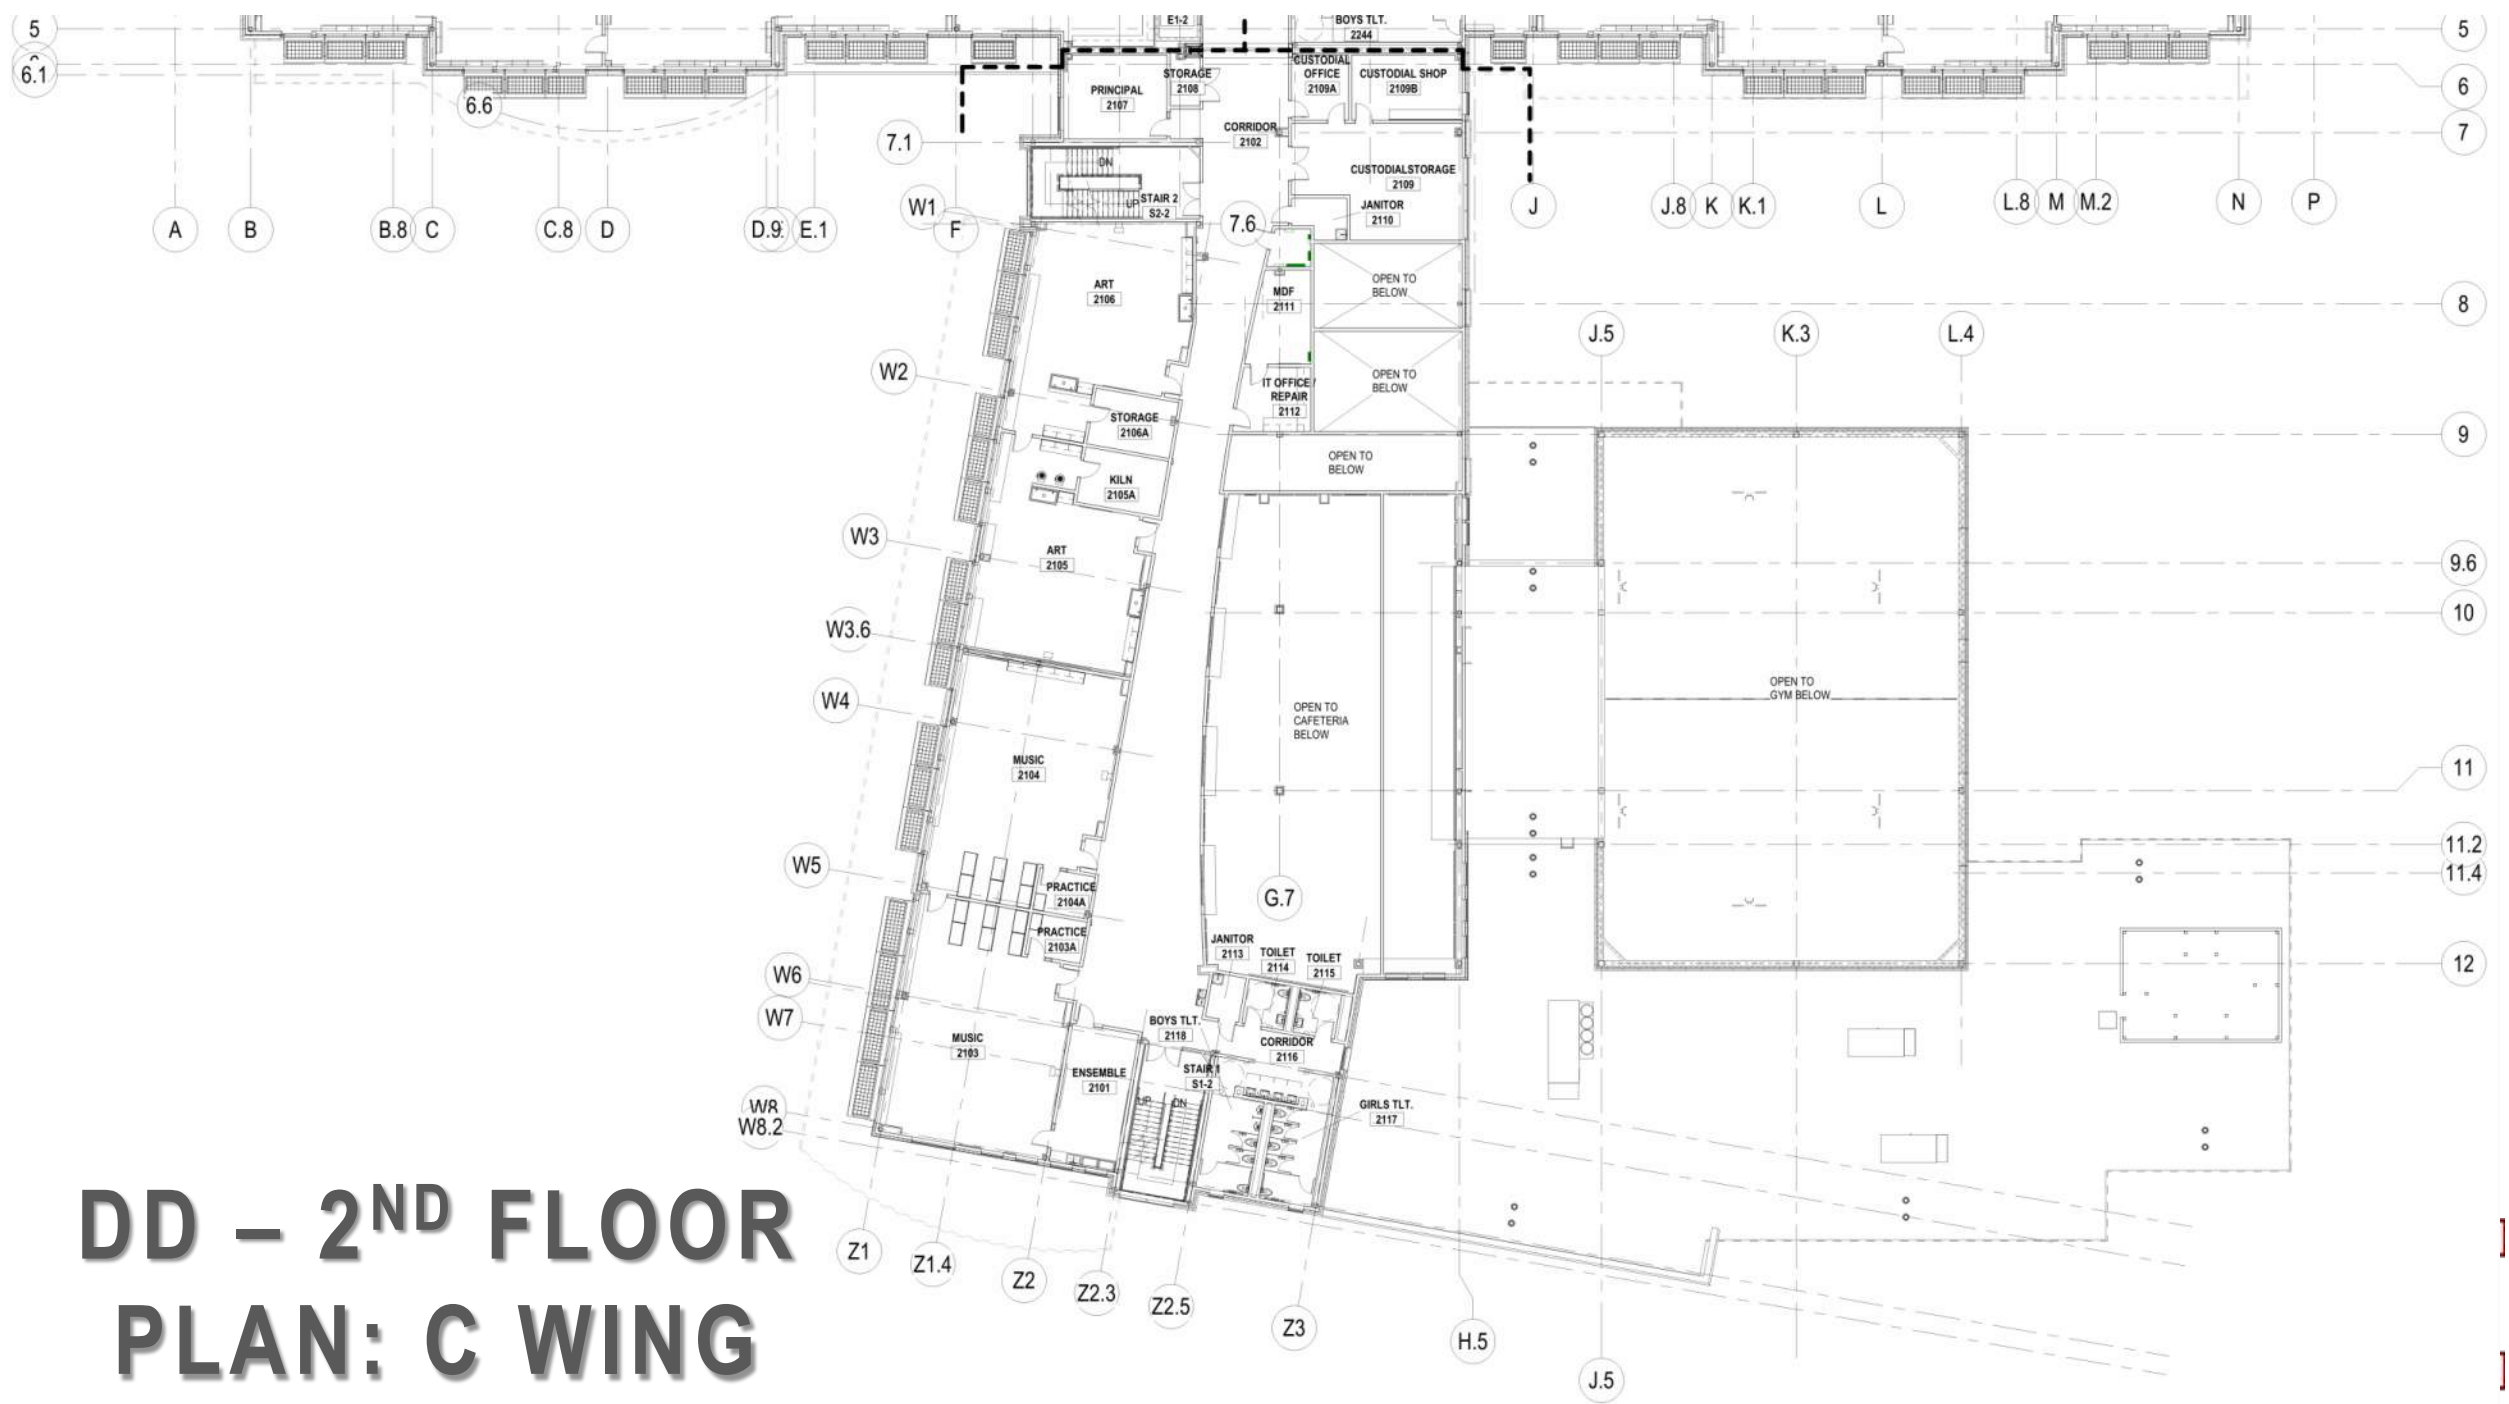 5
6.1
6.6
E1-2
BOYS TLT.
2244
5
6
7
PRINCIPAL
2107
STORAGE
2108
CUSTODIAL
OFFICE
2109A
CUSTODIAL SHOP
2109B
7.1
CORRIDOR
2102
DN
UP
STAIR 2
S2-2
CUSTODIALSTORAGE
2109
JANITOR
2110
A
B
B.8
C
C.8
D
E.1
F
W1
7.6
J
J.8
K
K.1
L
L.8
M
M.2
N
P
ART
2106
MDF
2111
OPEN TO
BELOW
8
W2
IT OFFICE/
REPAIR
2112
OPEN TO
BELOW
J.5
K.3
L.4
STORAGE
2106A
9
OPEN TO
BELOW
KILN
2105A
W3
ART
2105
9.6
10
W3.6
W4
OPEN TO
GYM BELOW
OPEN TO
CAFETERIA
BELOW
MUSIC
2104
11
W5
11.2
11.4
PRACTICE
2104A
G.7
PRACTICE
2103A
JANITOR
2113
TOILET
2114
TOILET
2115
12
W6
W7
BOYS TLT.
2118
MUSIC
2103
CORRIDOR
2116
ENSEMBLE
2101
STAIR 1
S1-2
UP
DN
GIRLS TLT.
2117
W8
W8.2
Z1
Z1.4
Z2
Z2.3
Z2.5
Z3
H.5
J.5
DD – 2ND FLOOR
PLAN: C WING